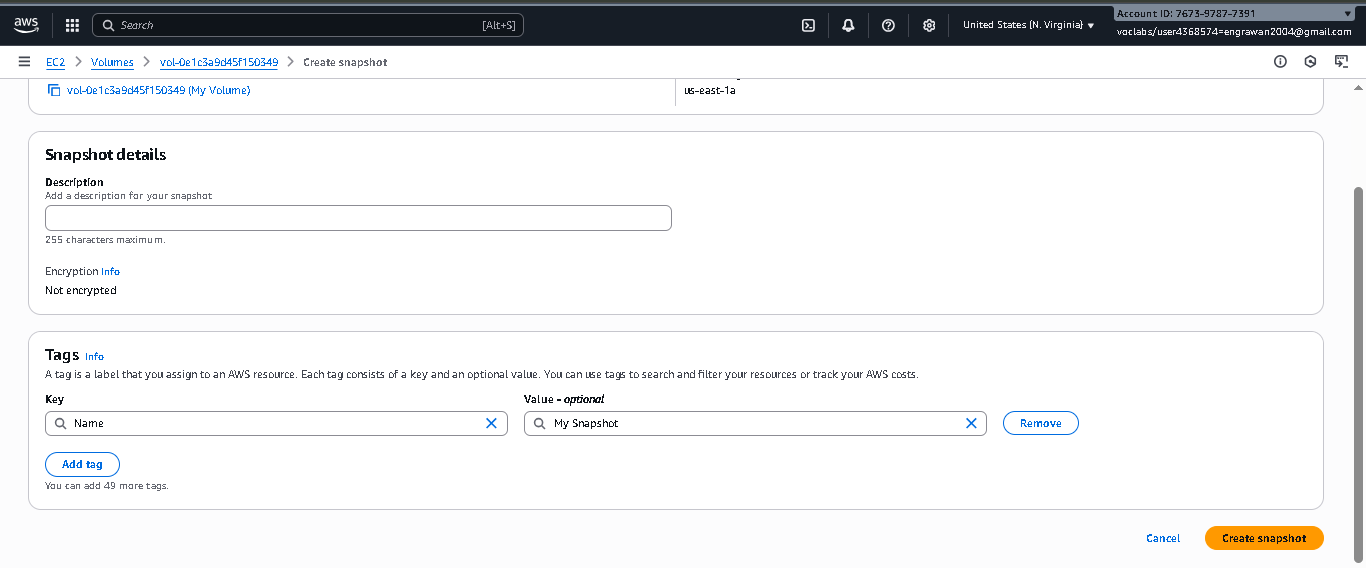 aws
Search [Alt+S]
United States (N. Virginia)
Account ID: 7673-9787-7391
voclabs/user4368574=engrawan2004@gmail.com
EC2 > Volumes > vol-0e1c3a9d45f150349 > Create snapshot
vol-0e1c3a9d45f150349 (My Volume)
us-east-1a
Snapshot details
Description
Add a description for your snapshot
255 characters maximum.
Encryption Info
Not encrypted
Tags Info
A tag is a label that you assign to an AWS resource. Each tag consists of a key and an optional value. You can use tags to search and filter your resources or track your AWS costs.
Key
Value - optional
Name
My Snapshot
Remove
Add tag
You can add 49 more tags.
Cancel
Create snapshot